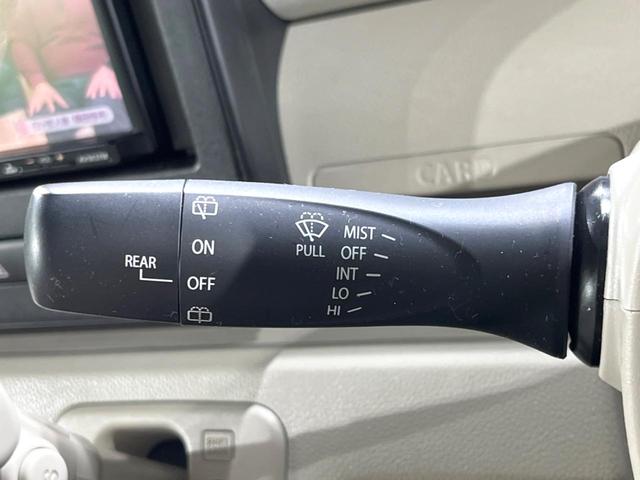 CARD
MIST
ON
PULL
OFF
REAR
INT
OFF
LO
HI
S